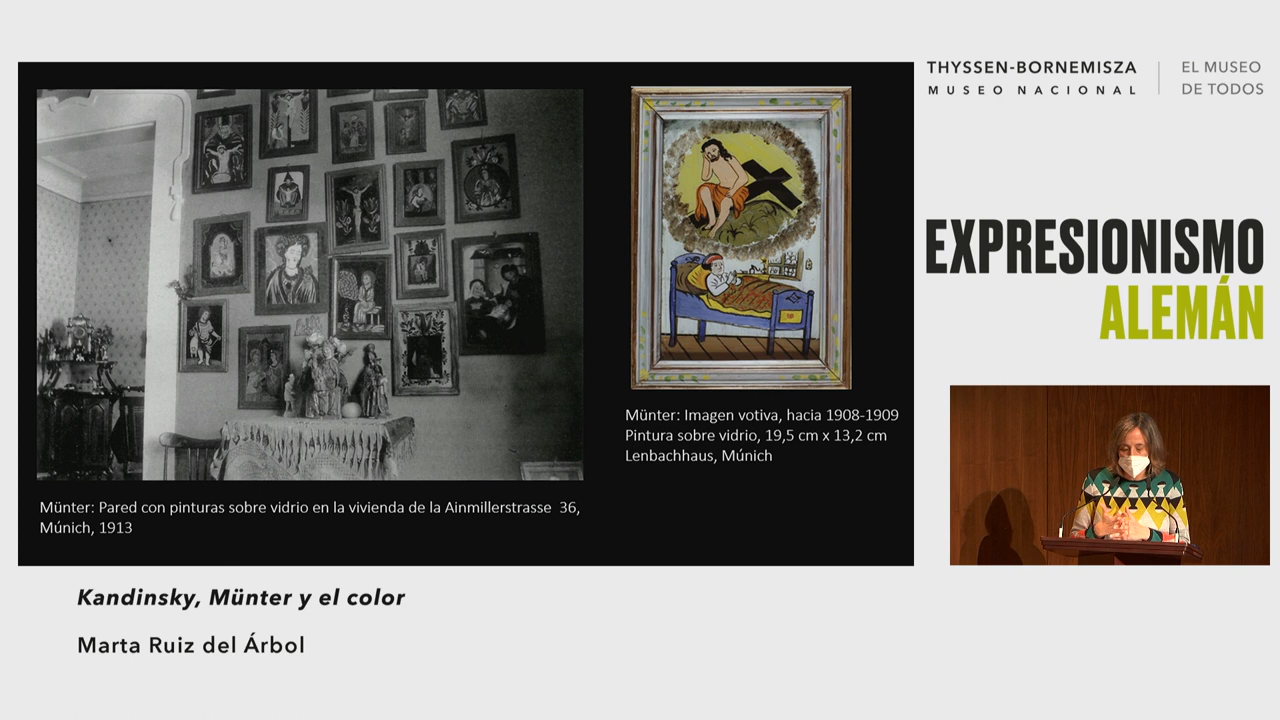 THYSSEN-BORNEMISZA
MUSEO NACIONAL
EL MUSEO
DE TODOS
EXPRESIONISMO
ALEMÁN
Münter: Imagen votiva, hacia 1908-1909
Pintura sobre vidrio, 19,5 cm x 13,2 cm
Lenbachhaus, Múnich
Münter: Pared con pinturas sobre vidrio en la vivienda de la Ainmillerstrasse 36,
Múnich, 1913
Kandinsky, Münter y el color
Marta Ruiz del Árbol